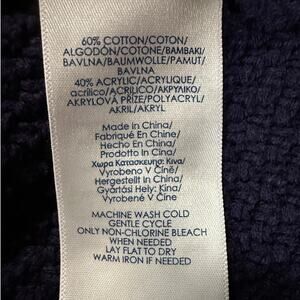 60% COTTON/COTON/
ALGODÓN/COTONE/BAMBAKI/
BAVLNA/BAUMWOLLE/PAMUT/
BAVLNA
40% ACRYLIC/ACRYLIQUE/
acrílico/ACRILICO/AKPYΛIKO/
AKRYLOVÁ PŘÍZE/POLYACRYL/
AKRIL/AKRYL
Made in China/
Fabriqué En Chine/
Hecho En China/
Prodotto In Cina/
Χωρα Κατασκευησ: Κινα/
Vyrobeno V Číně/
Hergestellt In China/
Gyártási Hely: Kína/
Vyrobené V Číne
MACHINE WASH COLD
GENTLE CYCLE
ONLY NON-CHLORINE BLEACH
WHEN NEEDED
LAY FLAT TO DRY
WARM IRON IF NEEDED